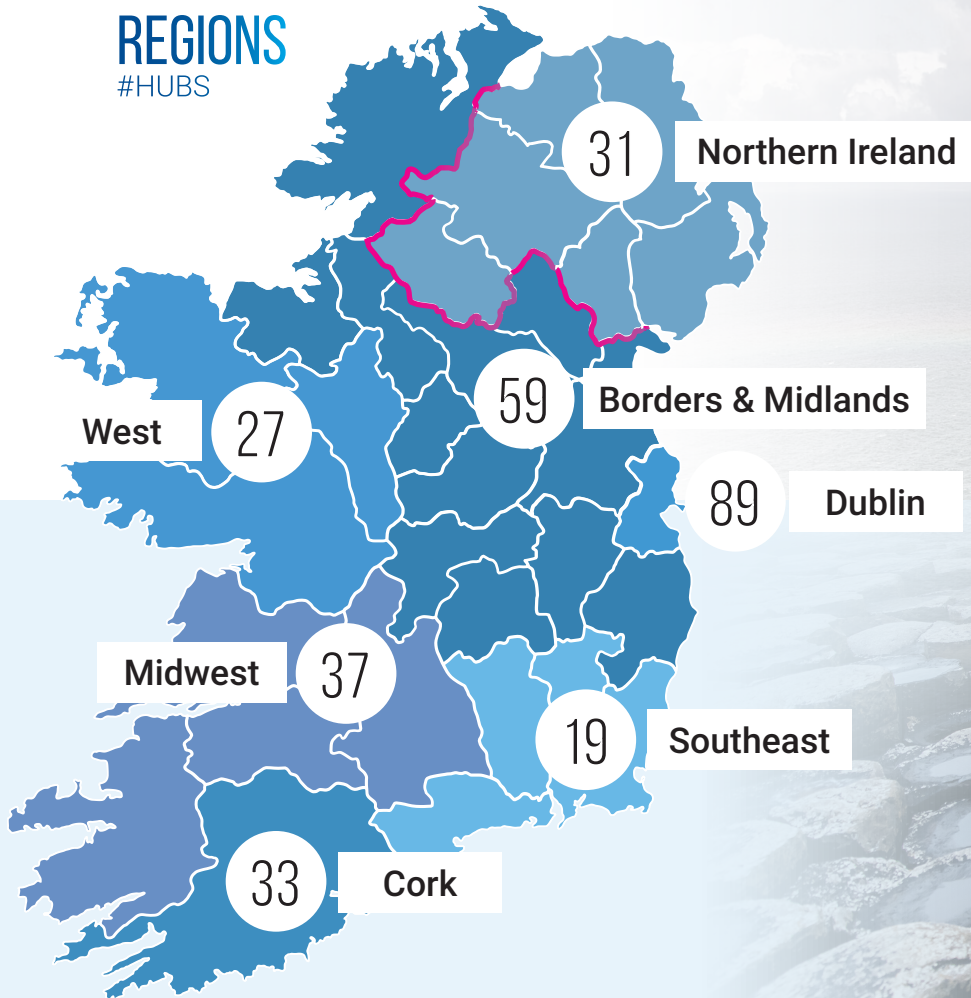 REGIONS
#HUBS
31
Northern Ireland
59
Borders & Midlands
West
27
89
Dublin
Midwest
37
19
Southeast
33
Cork